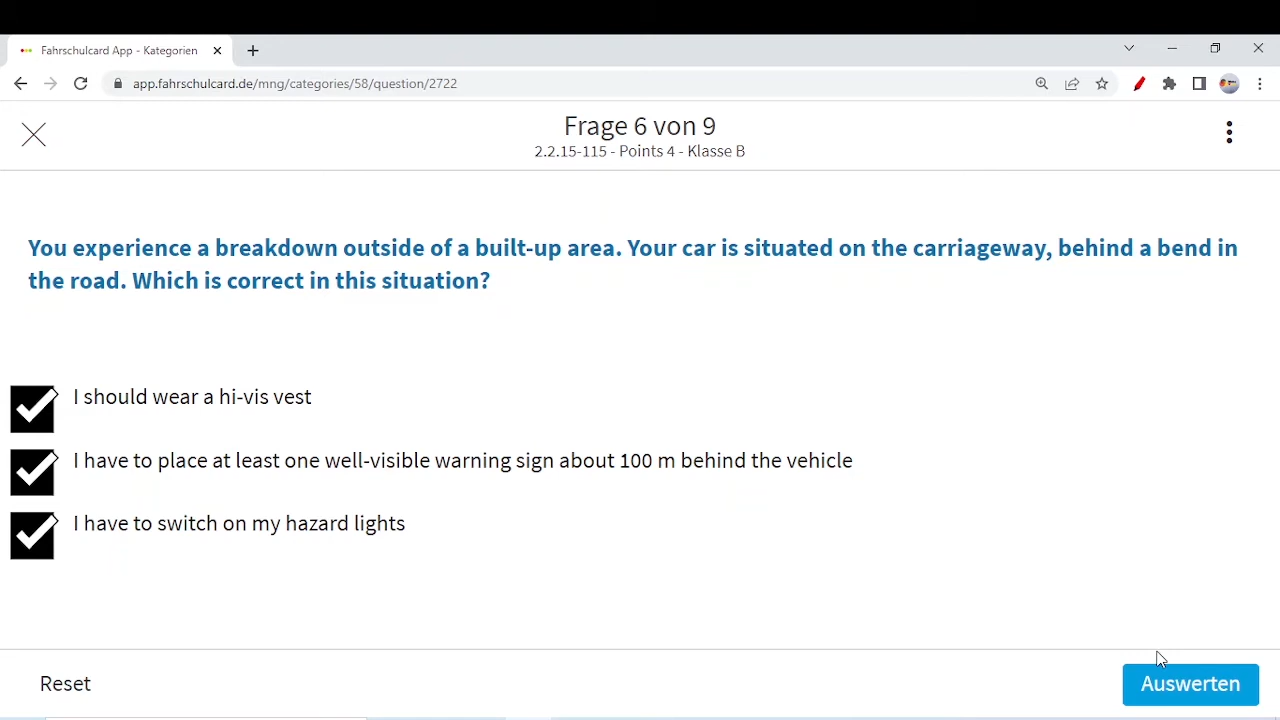 Fahrschulcard App - Kategorien
app.fahrschulcard.de/mng/categories/58/question/2722
Frage 6 von 9
2.2.15-115 - Points 4 - Klasse B
You experience a breakdown outside of a built-up area. Your car is situated on the carriageway, behind a bend in
the road. Which is correct in this situation?
I should wear a hi-vis vest
I have to place at least one well-visible warning sign about 100 m behind the vehicle
I have to switch on my hazard lights
Reset
Auswerten